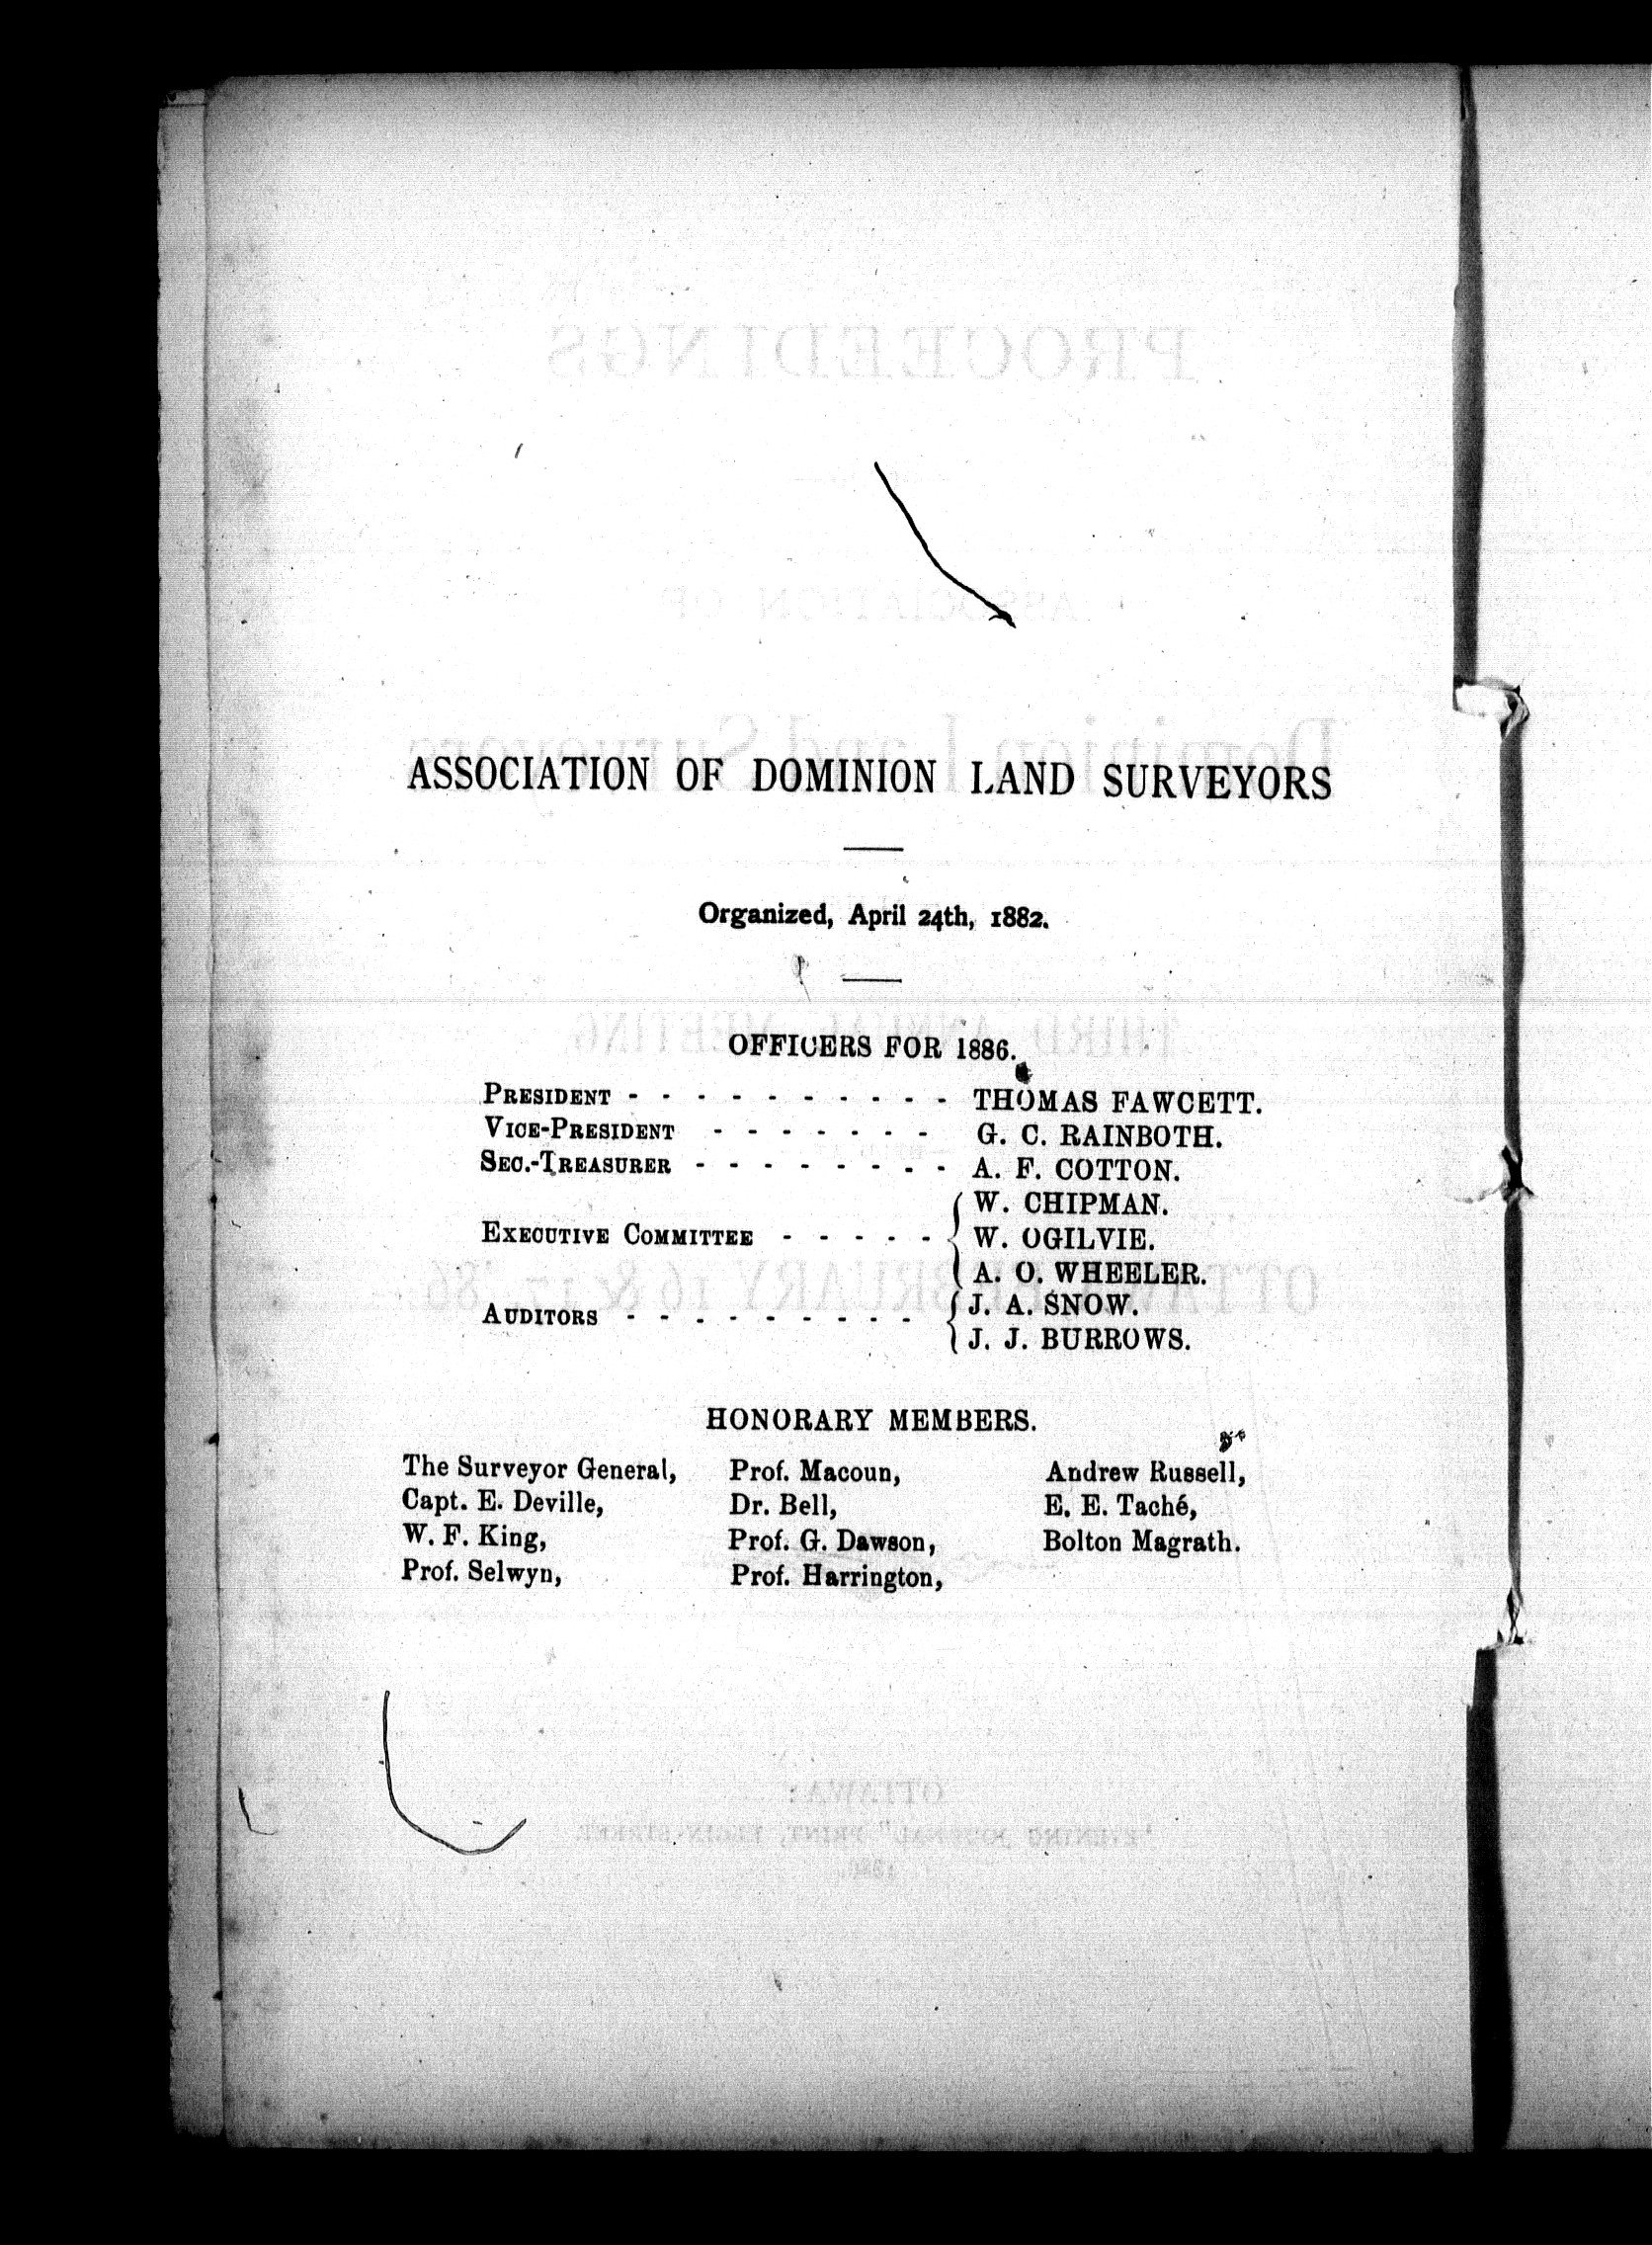 ASSOCIATION OF DOMINION LAND SURVEYORS
Organized, April 24th, 1882.
OFFICERS FOR 1886.
PRESIDENT - - - - - - - - - - THOMAS FAWCETT.
VICE-PRESIDENT - - - - - - - G. C. RAINBOTH.
SEC.-TREASURER - - - - - - - - A. F. COTTON.
W. CHIPMAN.
EXECUTIVE COMMITTEE - - - - - W. OGILVIE.
A. O. WHEELER.
AUDITORS - - - - - - - - - J. A. SNOW.
J. J. BURROWS.
HONORARY MEMBERS.
The Surveyor General, Prof. Macoun, Andrew Russell,
Capt. E. Deville, Dr. Bell, E. E. Taché,
W. F. King, Prof. G. Dawson, Bolton Magrath.
Prof. Selwyn, Prof. Harrington,